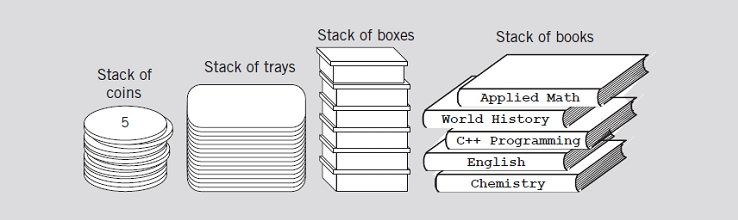 Stack of
coins
5
Stack of trays
Stack of boxes
Stack of books
Applied Math
World History
C++ Programming
English
Chemistry